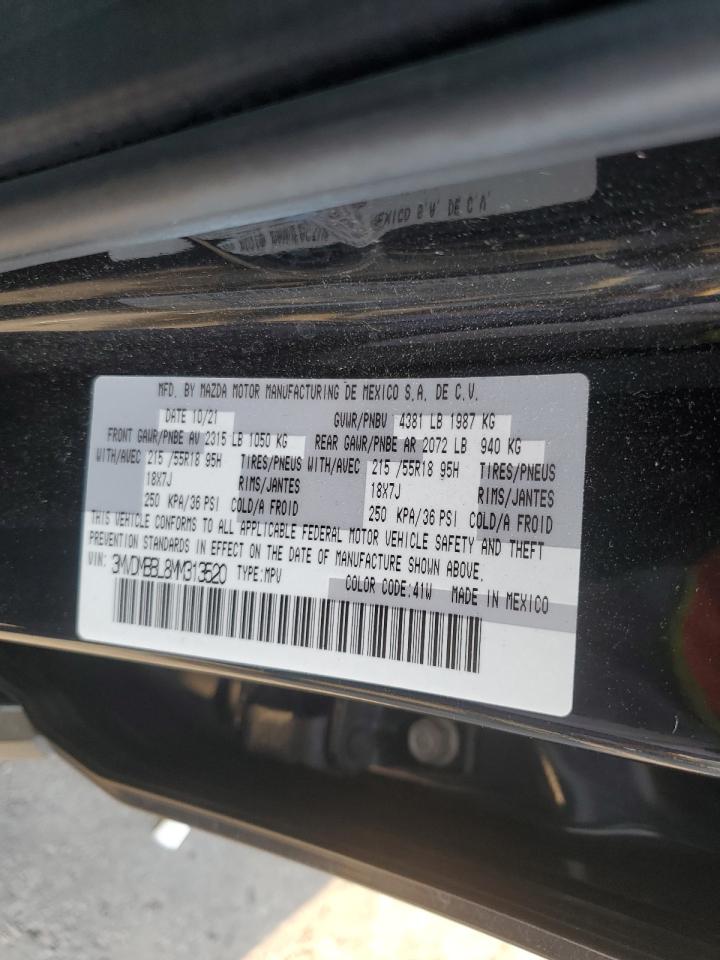 MFD. BY MAZDA MOTOR MANUFACTURING DE MEXICO S.A. DE C.V.
DATE 10/21 GVWR/PNBV 4381 LB 1987 KG
FRONT GAWR/PNBE AV 2315 LB 1050 KG REAR GAWR/PNBE AR 2072 LB 940 KG
WITH/AVEC 215 /55R18 95H TIRES/PNEUS WITH/AVEC 215 /55R18 95H TIRES/PNEUS
18X7J RIMS/JANTES 18X7J RIMS/JANTES
250 KPA/36 PSI COLD/A FROID 250 KPA/36 PSI COLD/A FROID
THIS VEHICLE CONFORMS TO ALL APPLICABLE FEDERAL MOTOR VEHICLE SAFETY AND THEFT
PREVENTION STANDARDS IN EFFECT ON THE DATE OF MANUFACTURE SHOWN ABOVE.
VIN: 3MVDMBBL8MM313520 TYPE:MPV COLOR CODE:41W MADE IN MEXICO